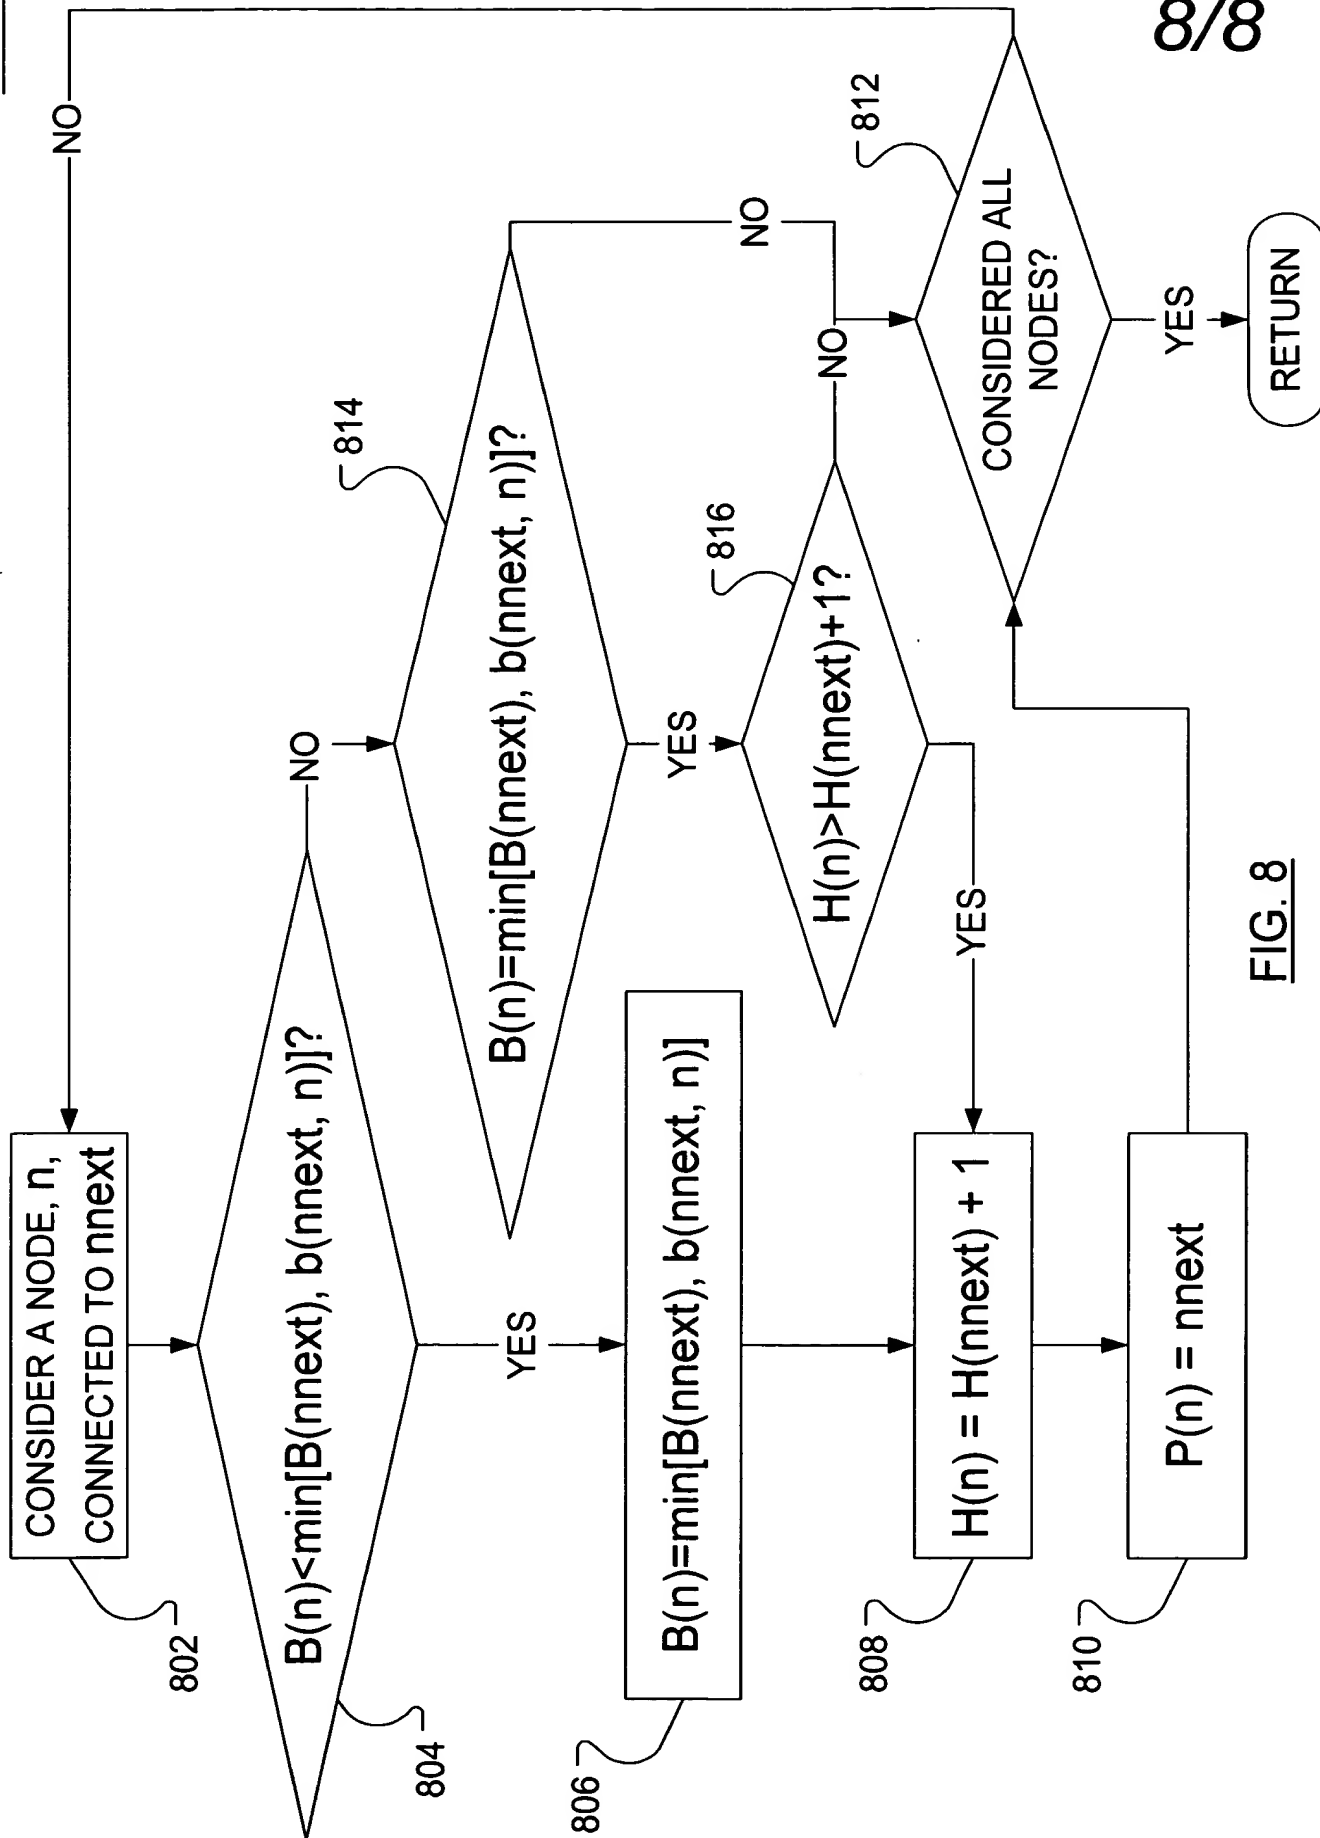 8/8
CONSIDER A NODE, n,
CONNECTED TO nnext
802
NO
B(n)<min[B(nnext), b(nnext, n)]?
804
NO
YES
B(n)=min[B(nnext), b(nnext, n)]?
814
YES
NO
B(n)=min[B(nnext), b(nnext, n)]
806
H(n)>H(nnext)+1?
816
NO
YES
H(n) = H(nnext) + 1
808
P(n) = nnext
810
CONSIDERED ALL
NODES?
812
YES
RETURN
FIG. 8